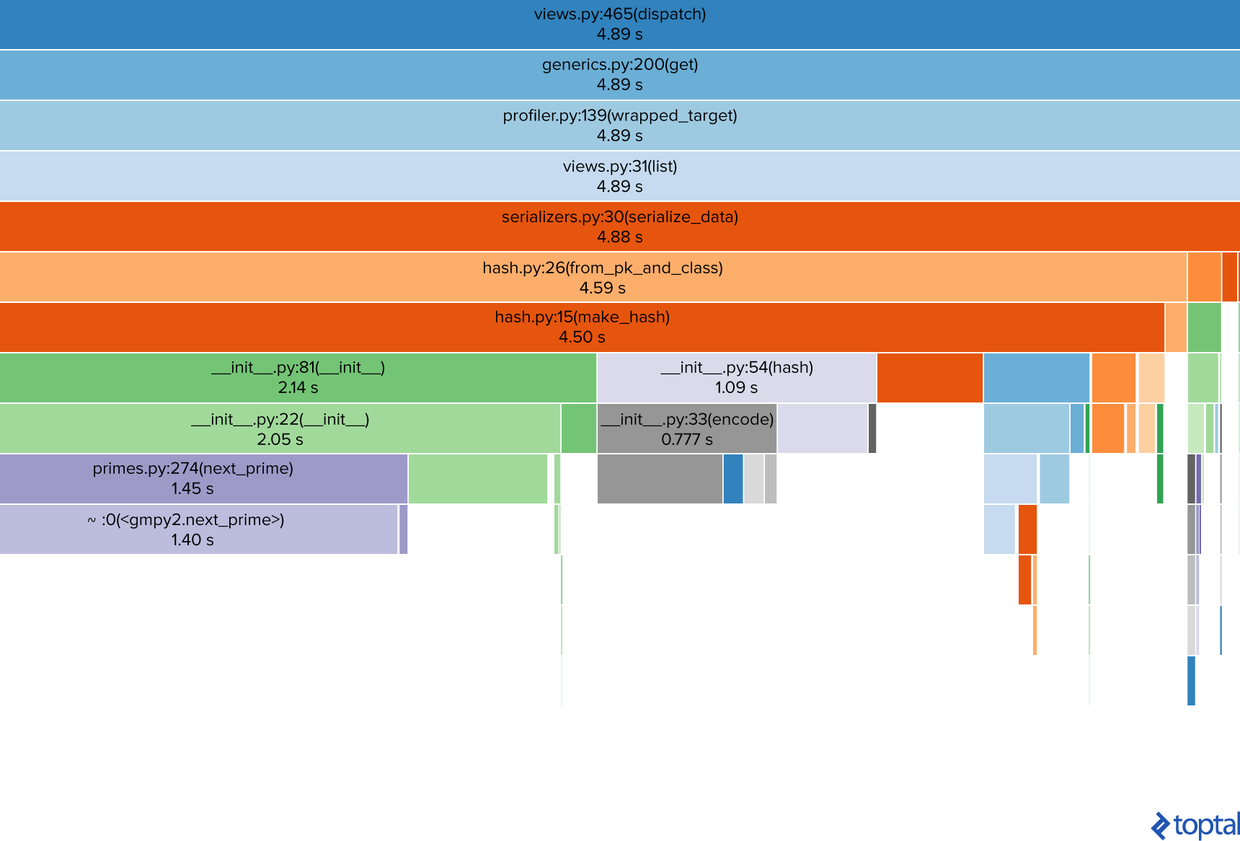 views.py:465(dispatch)
4.89 s
generics.py:200(get)
4.89 s
profiler.py:139(wrapped_target)
4.89 s
views.py:31(list)
4.89 s
serializers.py:30(serialize_data)
4.88 s
hash.py:26(from_pk_and_class)
4.59 s
hash.py:15(make_hash)
4.50 s
__init__.py:81(__init__)
2.14 s
__init__.py:54(hash)
1.09 s
__init__.py:22(__init__)
2.05 s
__init__.py:33(encode)
0.777 s
primes.py:274(next_prime)
1.45 s
~ :0(<gmpy2.next_prime>)
1.40 s
toptal